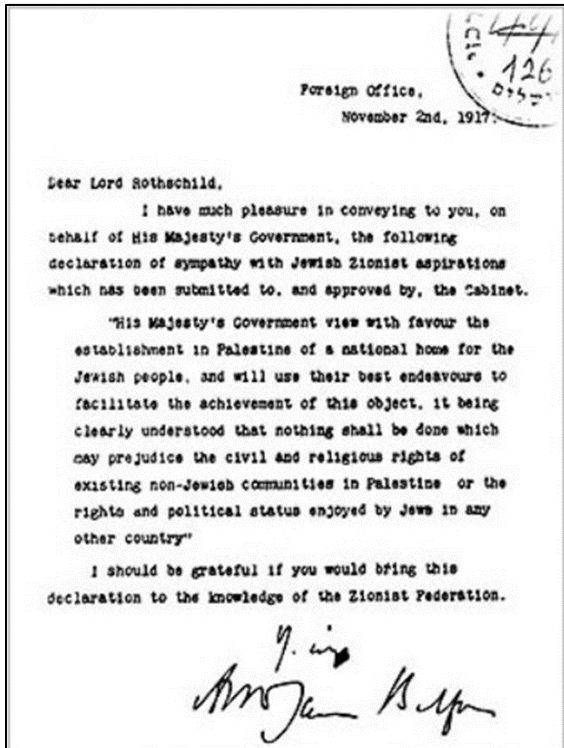 126
Foreign Office,
November 2nd, 1917.
Dear Lord Rothschild,
I have much pleasure in conveying to you, on
behalf of His Majesty's Government, the following
declaration of sympathy with Jewish Zionist aspirations
which has been submitted to, and approved by, the Cabinet.
"His Majesty's Government view with favour the
establishment in Palestine of a national home for the
Jewish people, and will use their best endeavours to
facilitate the achievement of this object, it being
clearly understood that nothing shall be done which
may prejudice the civil and religious rights of
existing non-Jewish communities in Palestine or the
rights and political status enjoyed by Jews in any
other country"
I should be grateful if you would bring this
declaration to the knowledge of the Zionist Federation.
Arthur James Balfour